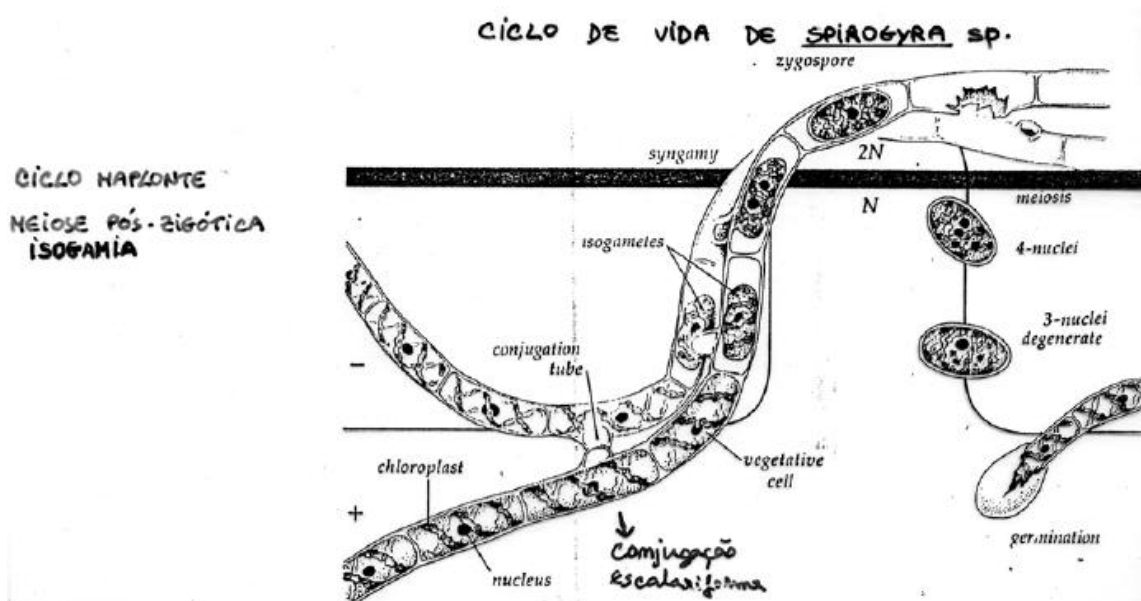 CICLO DE VIDA DE SPIROGYRA sp.
zygospore
CICLO HAPLONTE
MEIOSE PÓS-ZIGÓTICA
ISOGAMIA
syngamy
2N
N
meiosis
isogametes
4-nuclei
3-nuclei
degenerate
conjugation
tube
−
chloroplast
vegetative
cell
+
nucleus
Conjugação
escalariforme
germination